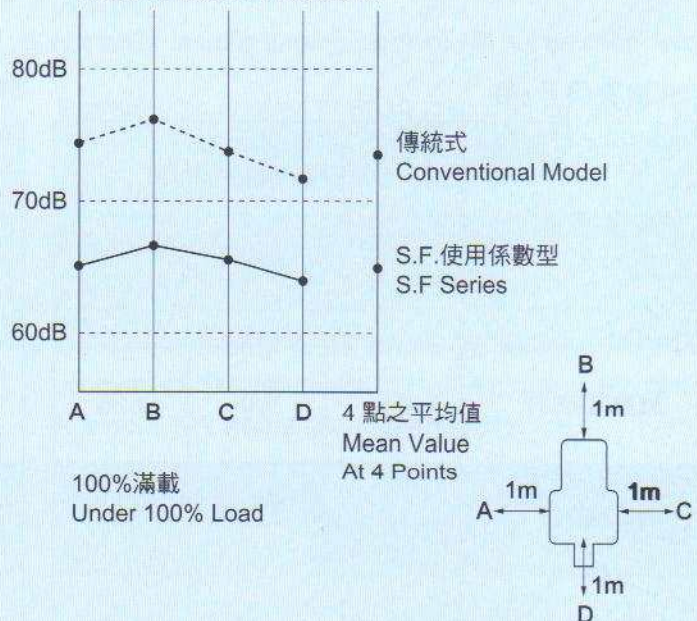 80dB
70dB
60dB
傳統式
Conventional Model
S.F.使用係數型
S.F Series
A B C D 4 點之平均值
Mean Value
At 4 Points
100%滿載
Under 100% Load
B
1m
A 1m 1m C
1m
D